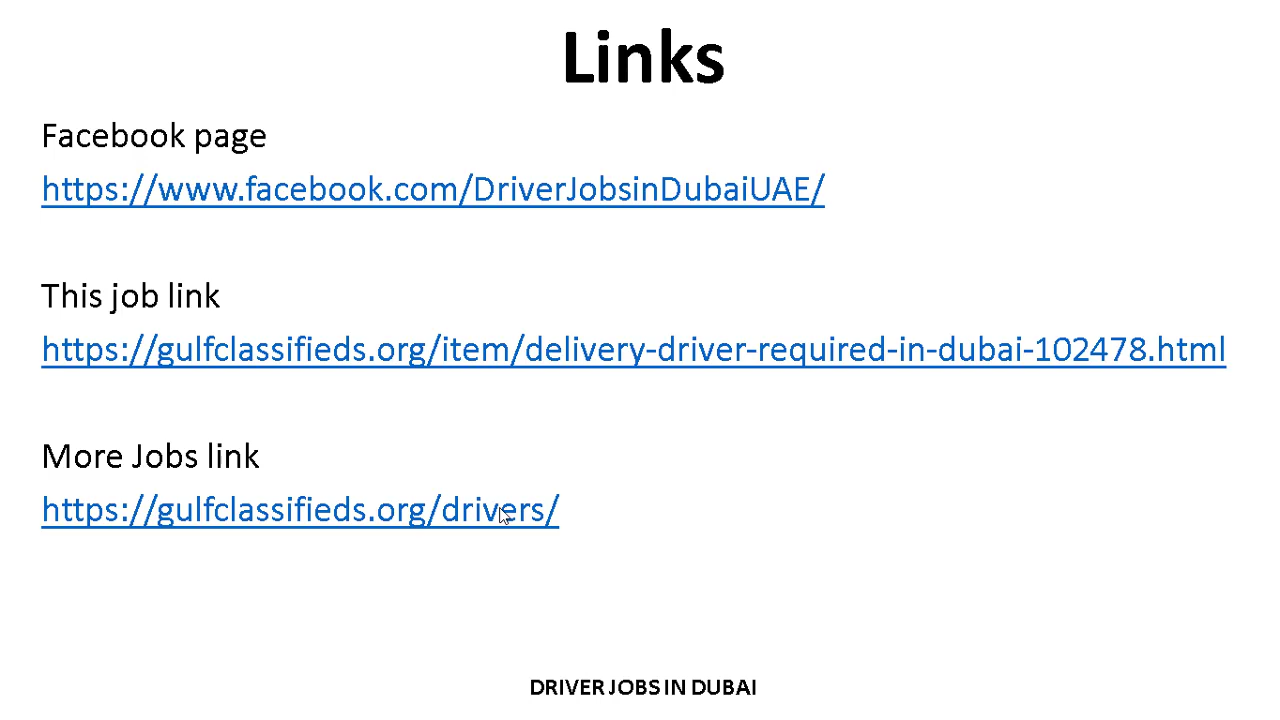 Links
Facebook page
https://www.facebook.com/DriverJobsinDubaiUAE/
This job link
https://gulfclassifieds.org/item/delivery-driver-required-in-dubai-102478.html
More Jobs link
https://gulfclassifieds.org/drivers/
DRIVER JOBS IN DUBAI